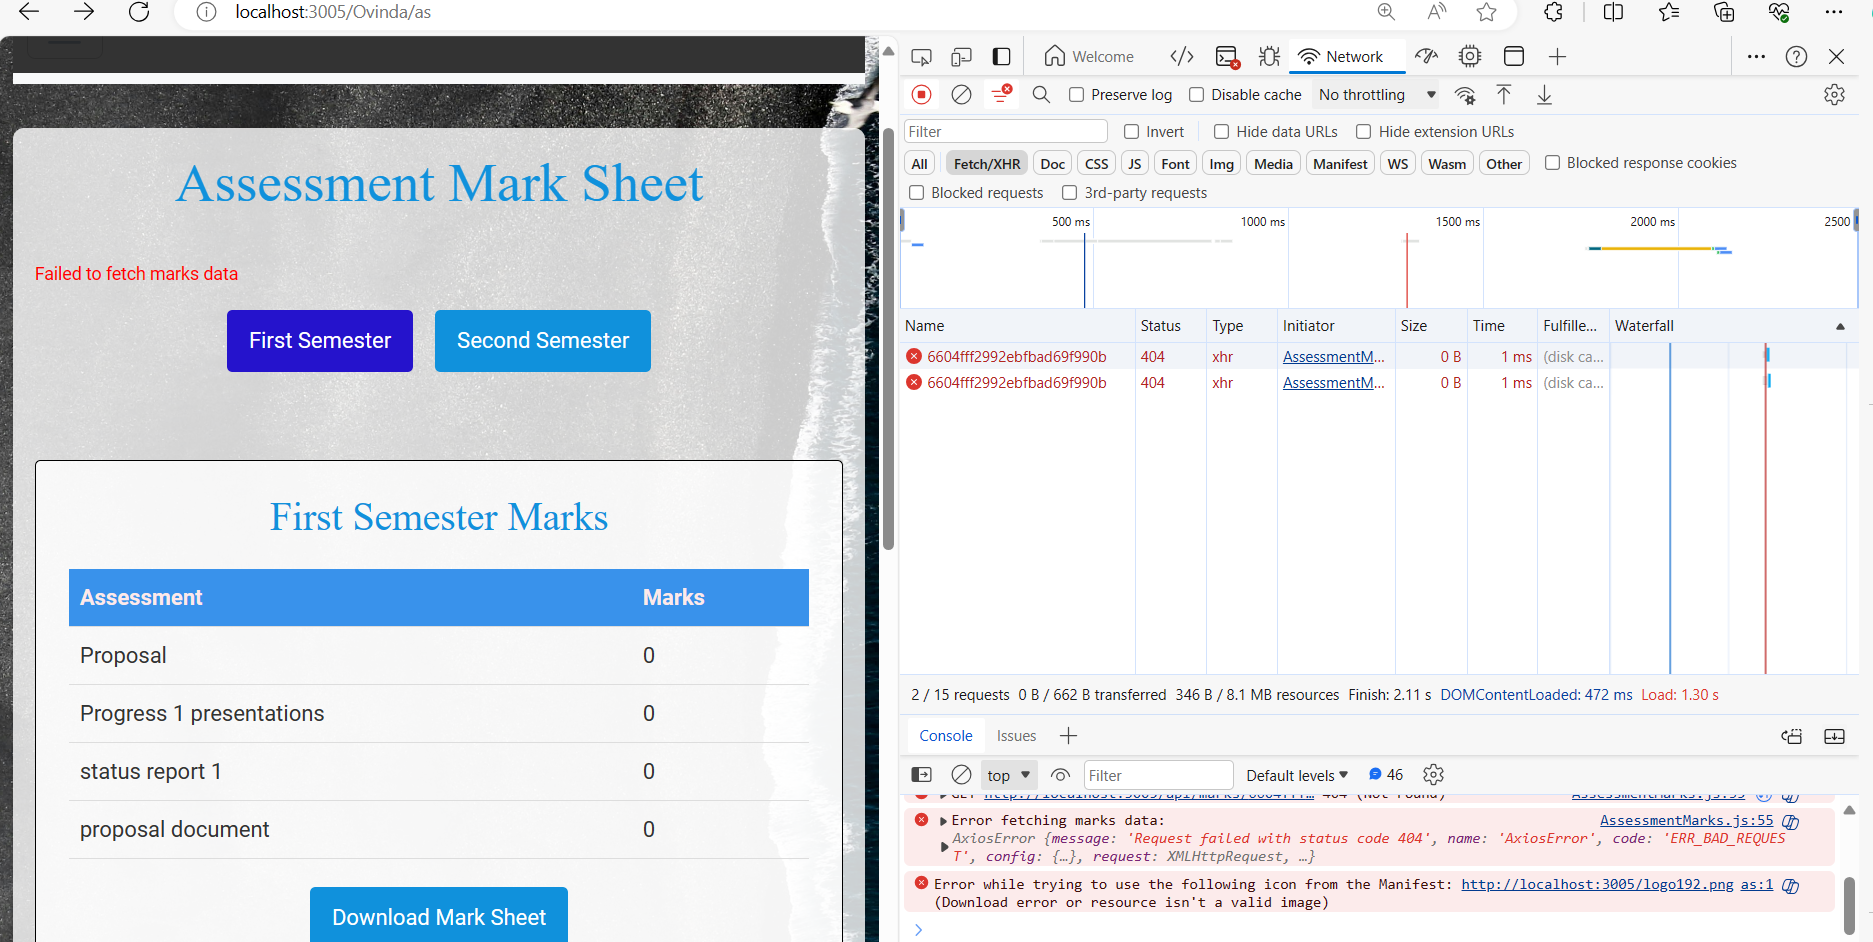 localhost:3005/Ovinda/as
Assessment Mark Sheet
Failed to fetch marks data
First Semester
Second Semester
First Semester Marks
Assessment Marks
Proposal 0
Progress 1 presentations 0
status report 1 0
proposal document 0
Download Mark Sheet
Welcome
Network
Preserve log
Disable cache
No throttling
Filter
Invert
Hide data URLs
Hide extension URLs
All Fetch/XHR Doc CSS JS Font Img Media Manifest WS Wasm Other
Blocked response cookies
Blocked requests
3rd-party requests
500 ms 1000 ms 1500 ms 2000 ms 2500
Name Status Type Initiator Size Time Fulfille... Waterfall
6604fff2992ebfbad69f990b 404 xhr AssessmentM... 0 B 1 ms (disk ca...
6604fff2992ebfbad69f990b 404 xhr AssessmentM... 0 B 1 ms (disk ca...
2 / 15 requests 0 B / 662 B transferred 346 B / 8.1 MB resources Finish: 2.11 s DOMContentLoaded: 472 ms Load: 1.30 s
Console Issues
top
Filter
Default levels
46
Error fetching marks data: AssessmentMarks.js:55
AxiosError {message: 'Request failed with status code 404', name: 'AxiosError', code: 'ERR_BAD_REQUES
T', config: {…}, request: XMLHttpRequest, …}
Error while trying to use the following icon from the Manifest: http://localhost:3005/logo192.png as:1
(Download error or resource isn't a valid image)